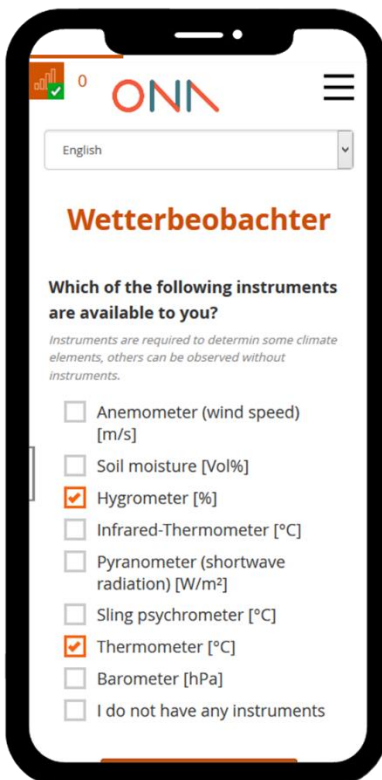 0
ONA
English
Wetterbeobachter
Which of the following instruments
are available to you?
Instruments are required to determin some climate
elements, others can be observed without
instruments.
Anemometer (wind speed)
[m/s]
Soil moisture [Vol%]
Hygrometer [%]
Infrared-Thermometer [°C]
Pyranometer (shortwave
radiation) [W/m²]
Sling psychrometer [°C]
Thermometer [°C]
Barometer [hPa]
I do not have any instruments